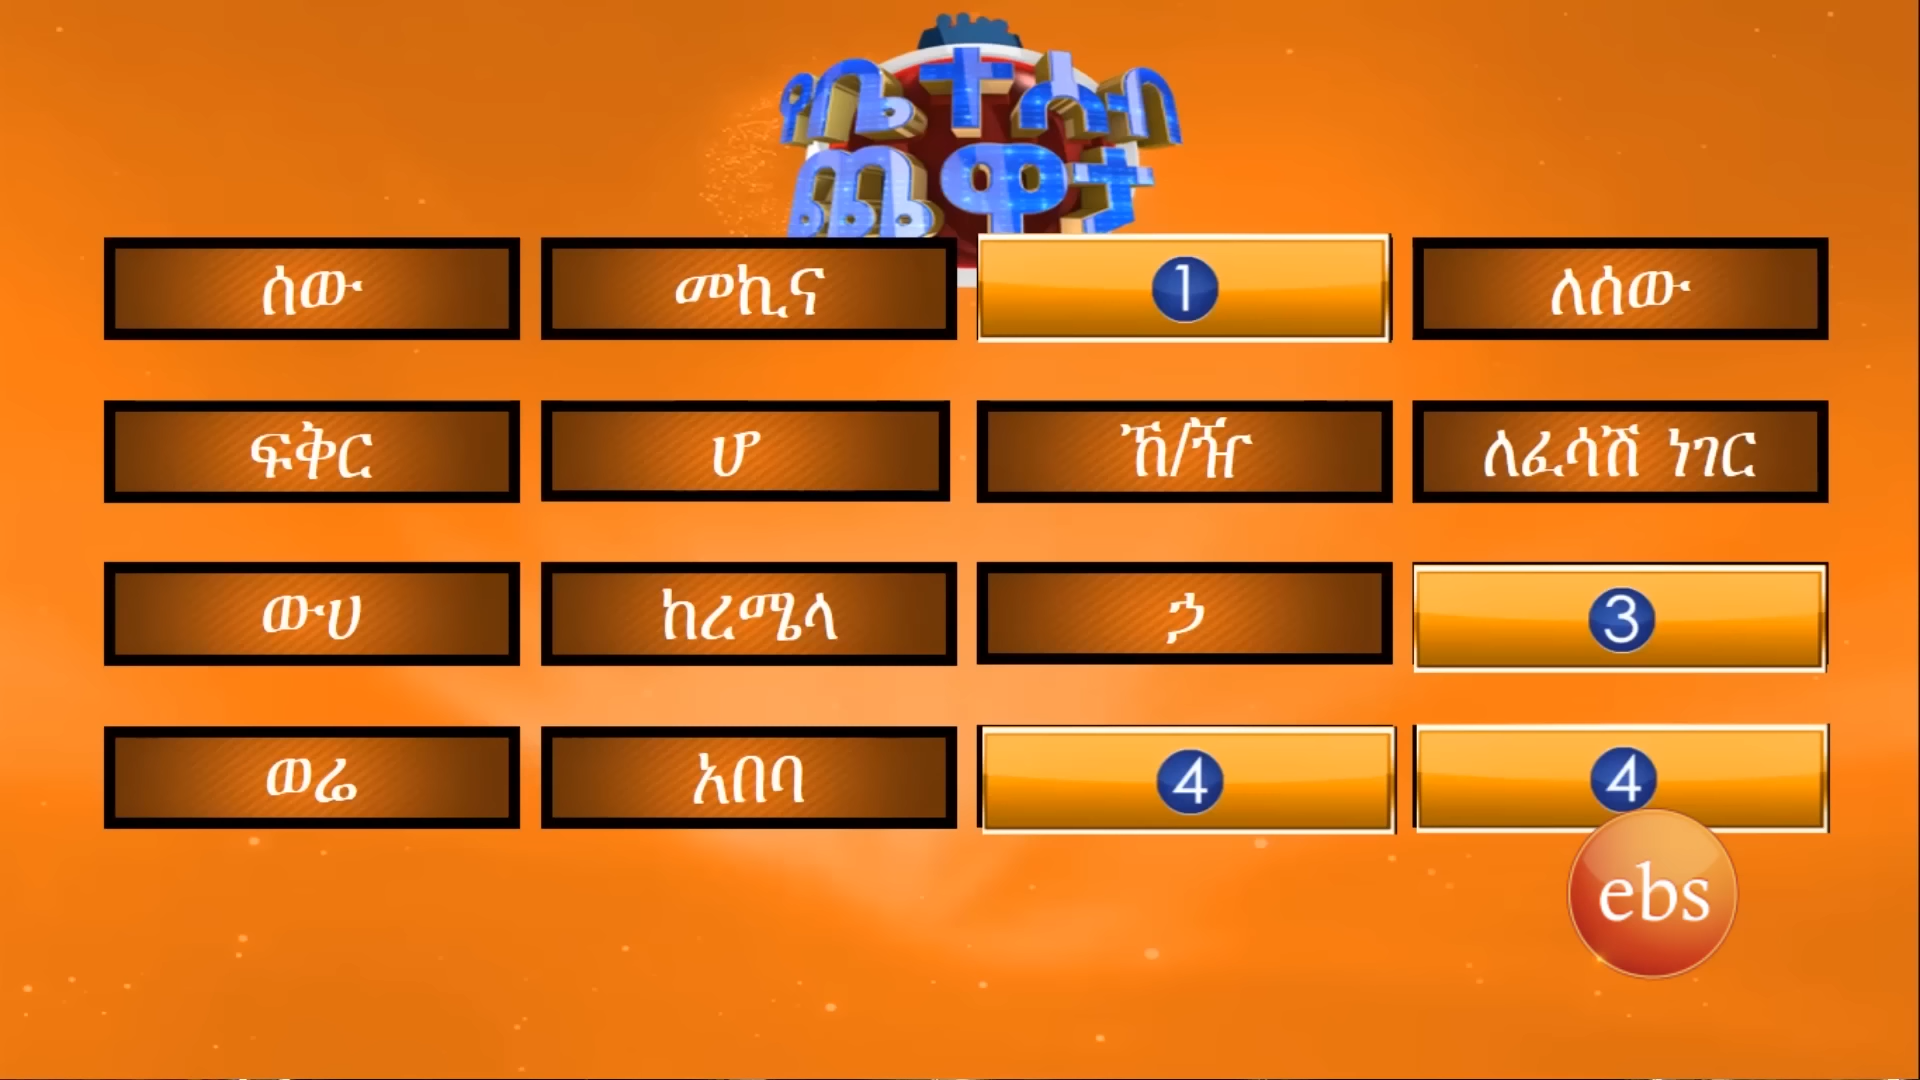 የቤተሰብ
ጨዋታ
ሰው መኪና 1 ለሰው
ፍቅር ሆ ኸ/ዥ ለፈሳሽ ነገር
ውሀ ከረሜላ ኃ 3
ወሬ አበባ 4 4
ebs